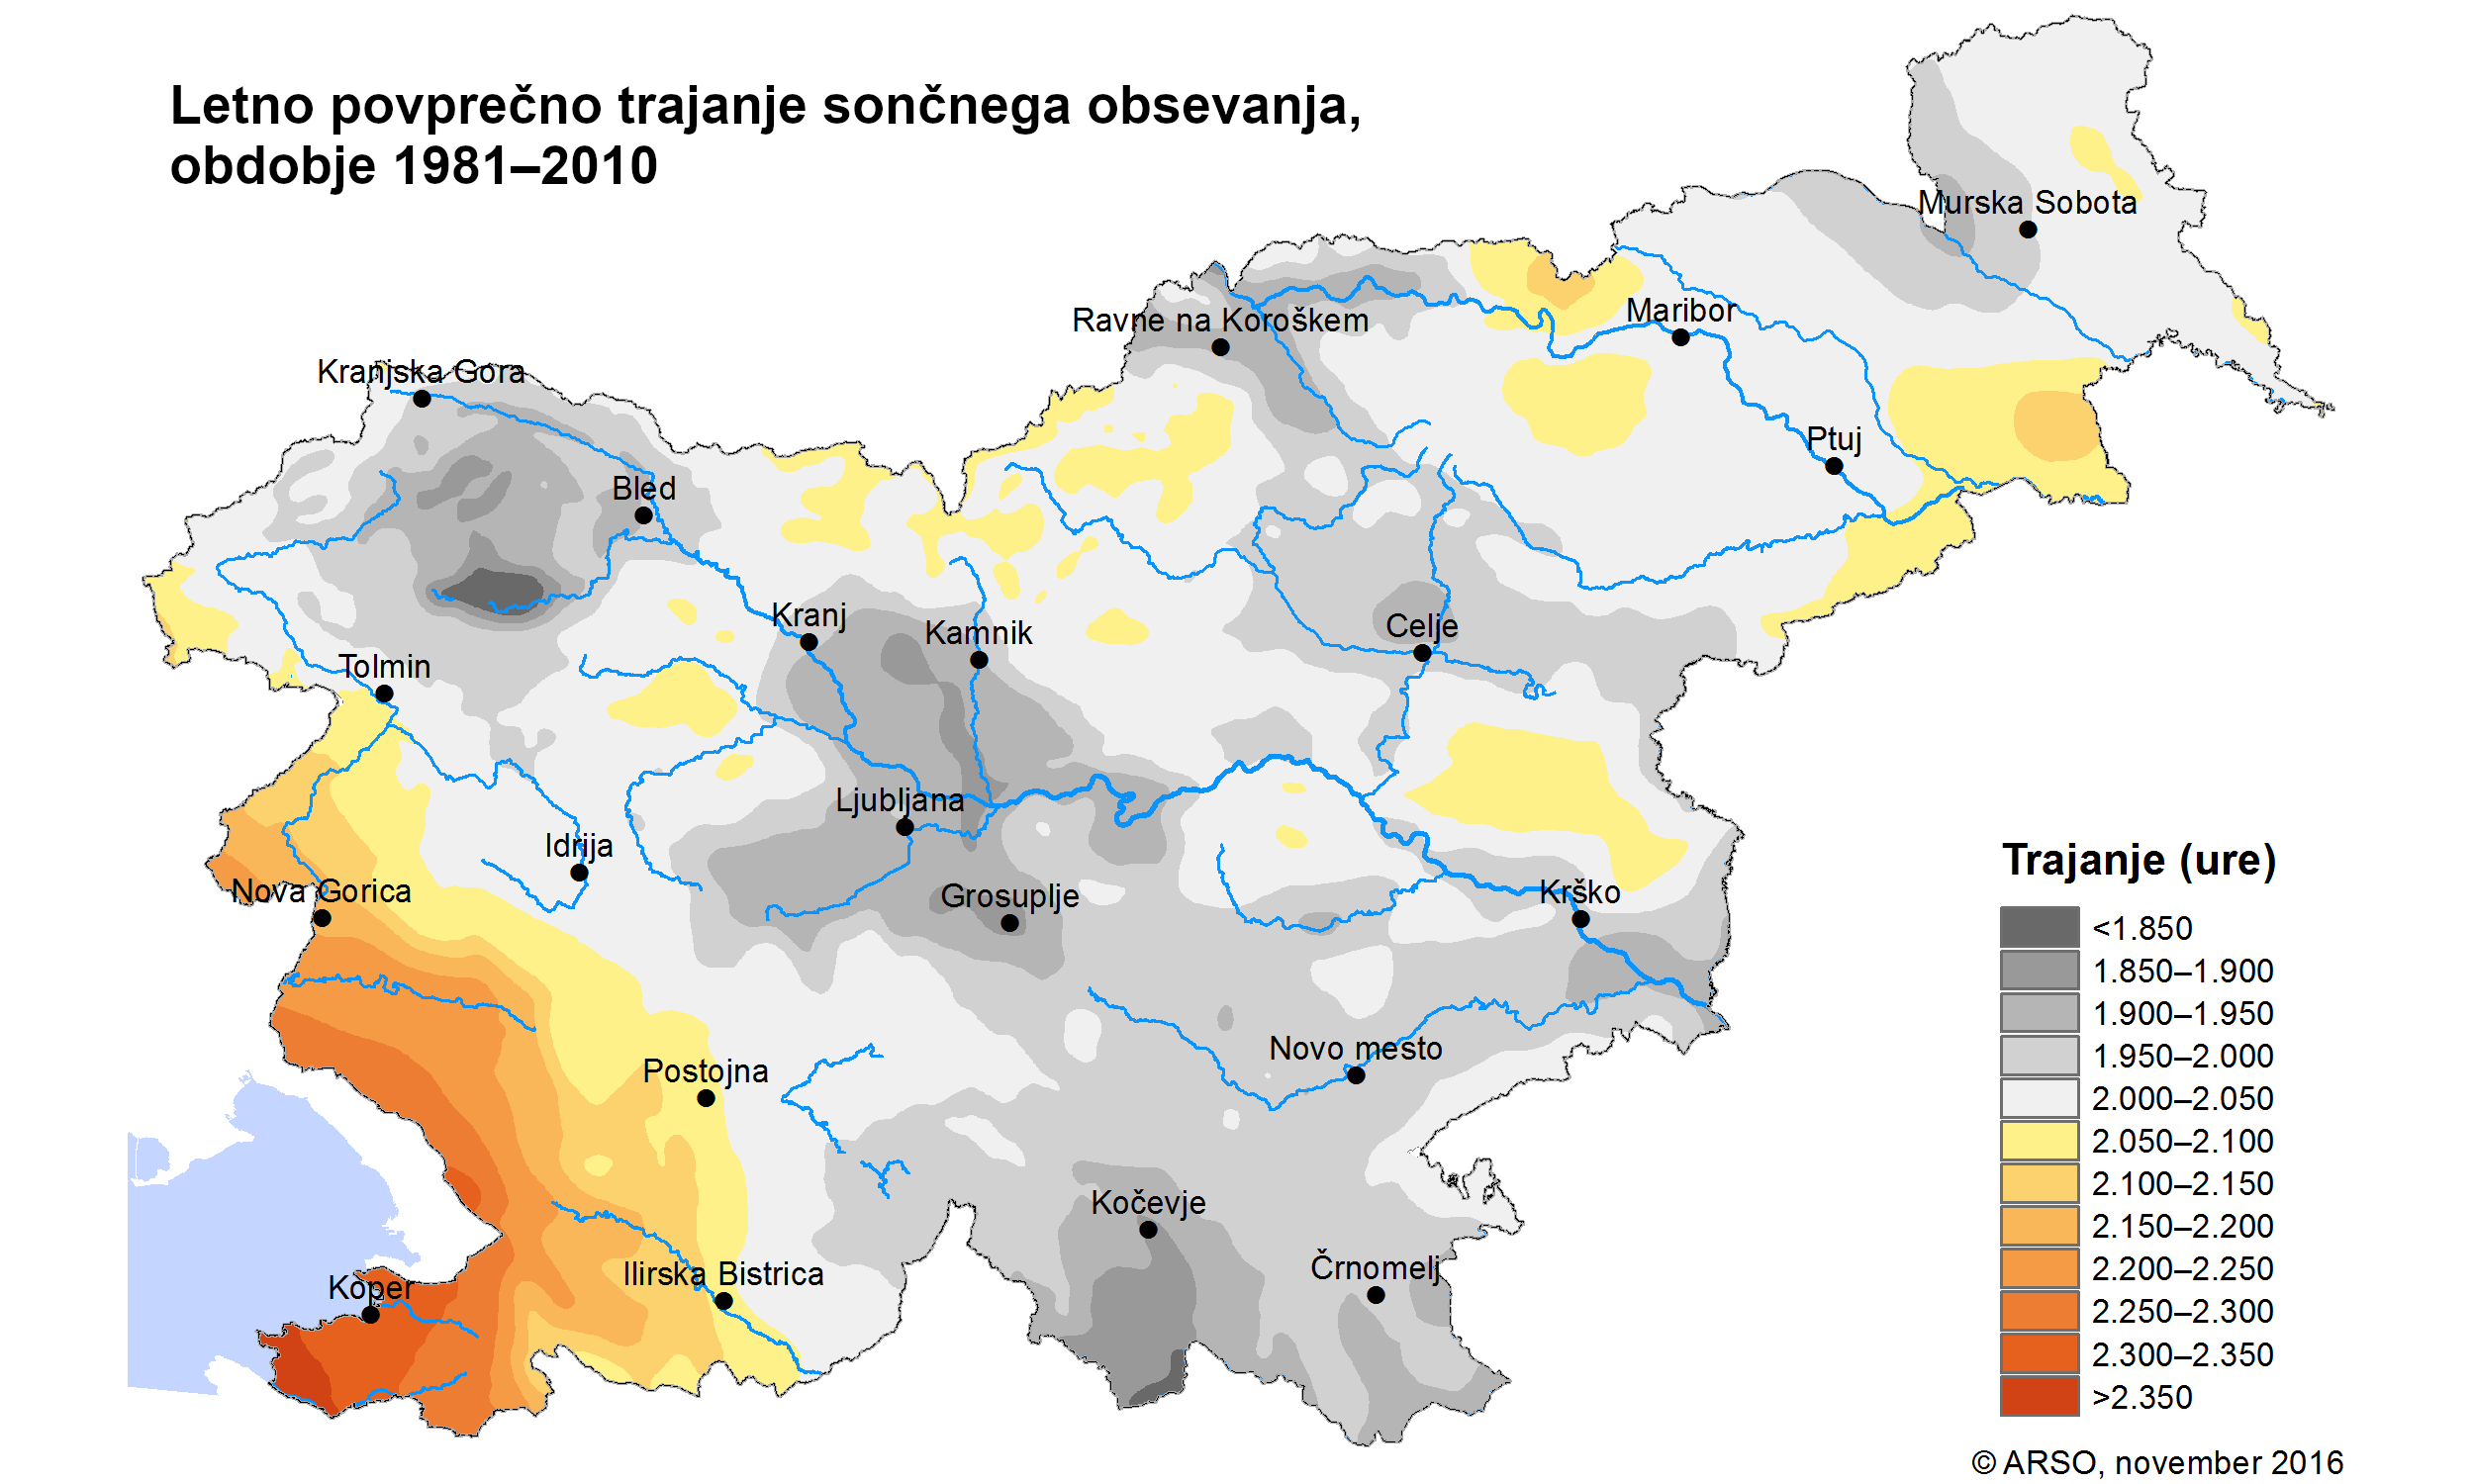 Letno povprečno trajanje sončnega obsevanja,
obdobje 1981–2010
Murska Sobota
Maribor
Ravne na Koroškem
Kranjska Gora
Ptuj
Bled
Kranj
Kamnik
Celje
Tolmin
Ljubljana
Idrija
Nova Gorica
Grosuplje
Krško
Novo mesto
Postojna
Kočevje
Črnomelj
Ilirska Bistrica
Koper
Trajanje (ure)
<1.850
1.850–1.900
1.900–1.950
1.950–2.000
2.000–2.050
2.050–2.100
2.100–2.150
2.150–2.200
2.200–2.250
2.250–2.300
2.300–2.350
>2.350
© ARSO, november 2016